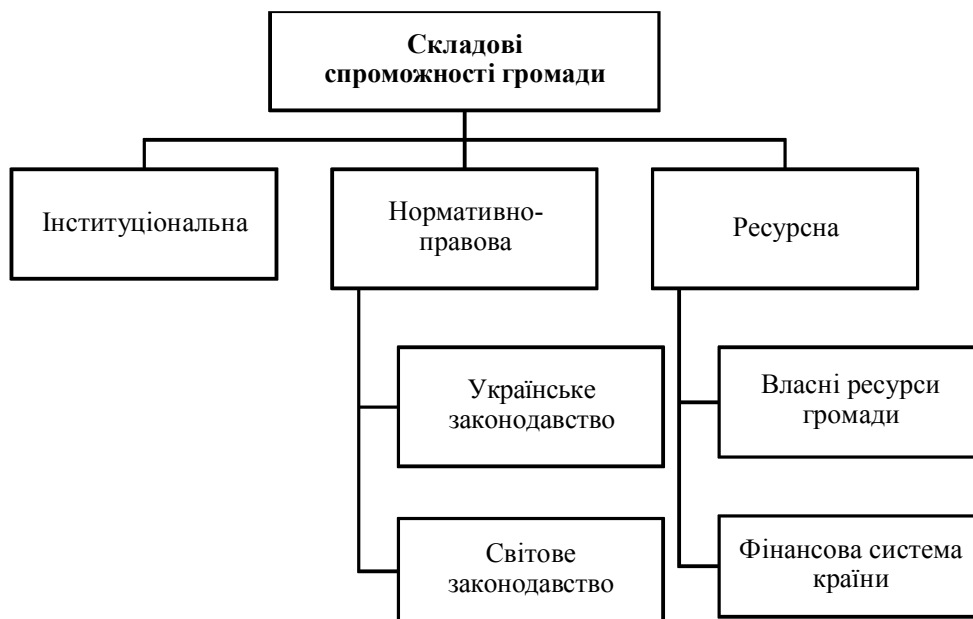 Складові
спроможності громади
Інституціональна
Нормативно-
правова
Ресурсна
Українське
законодавство
Власні ресурси
громади
Світове
законодавство
Фінансова система
країни